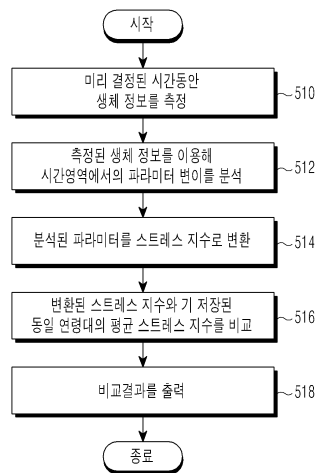 시작
미리 결정된 시간동안
생체 정보를 측정
510
측정된 생체 정보를 이용해
시간영역에서의 파라미터 변이를 분석
512
분석된 파라미터를 스트레스 지수로 변환
514
변환된 스트레스 지수와 기 저장된
동일 연령대의 평균 스트레스 지수를 비교
516
비교결과를 출력
518
종료